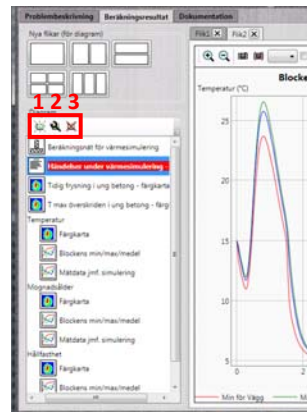 Problembeskrivning Beräkningsresultat Dokumentation
Nya flikar (för diagram)
Flik1 Flik2
Diagram
1 2 3
Blocke
Temperatur (°C)
Beräkningsnät för värmesimulering
Händelser under värmesimulering -
Tidig frysning i ung betong - färgkarta
T max överskriden i ung betong - färg
Temperatur
Färgkarta
Blockens min/max/medel
Mätdata jmf. simulering
Mognadsålder
Färgkarta
Blockens min/max/medel
Mätdata jmf. simulering
Hållfasthet
Färgkarta
Blockens min/max/medel
25
20
15
10
5
0 2
Min för Vägg M